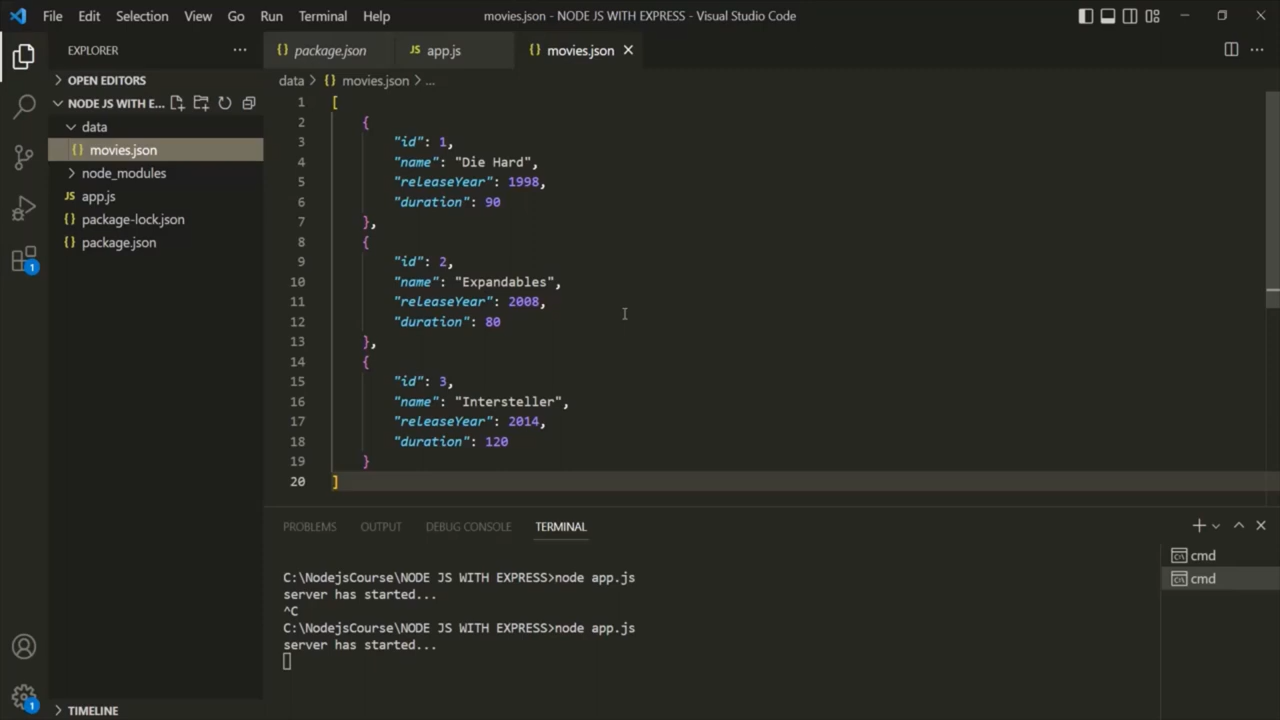 File Edit Selection View Go Run Terminal Help movies.json - NODE JS WITH EXPRESS - Visual Studio Code
EXPLORER
package.json
app.js
movies.json
OPEN EDITORS
NODE JS WITH E...
data
movies.json
node_modules
app.js
package-lock.json
package.json
1
1
TIMELINE
data > movies.json > ...
1 [
2 {
3 "id": 1,
4 "name": "Die Hard",
5 "releaseYear": 1998,
6 "duration": 90
7 },
8 {
9 "id": 2,
10 "name": "Expandables",
11 "releaseYear": 2008,
12 "duration": 80
13 },
14 {
15 "id": 3,
16 "name": "Intersteller",
17 "releaseYear": 2014,
18 "duration": 120
19 }
20 ]
PROBLEMS OUTPUT DEBUG CONSOLE TERMINAL
C:\NodejsCourse\NODE JS WITH EXPRESS>node app.js
server has started...
^C
C:\NodejsCourse\NODE JS WITH EXPRESS>node app.js
server has started...
cmd
cmd